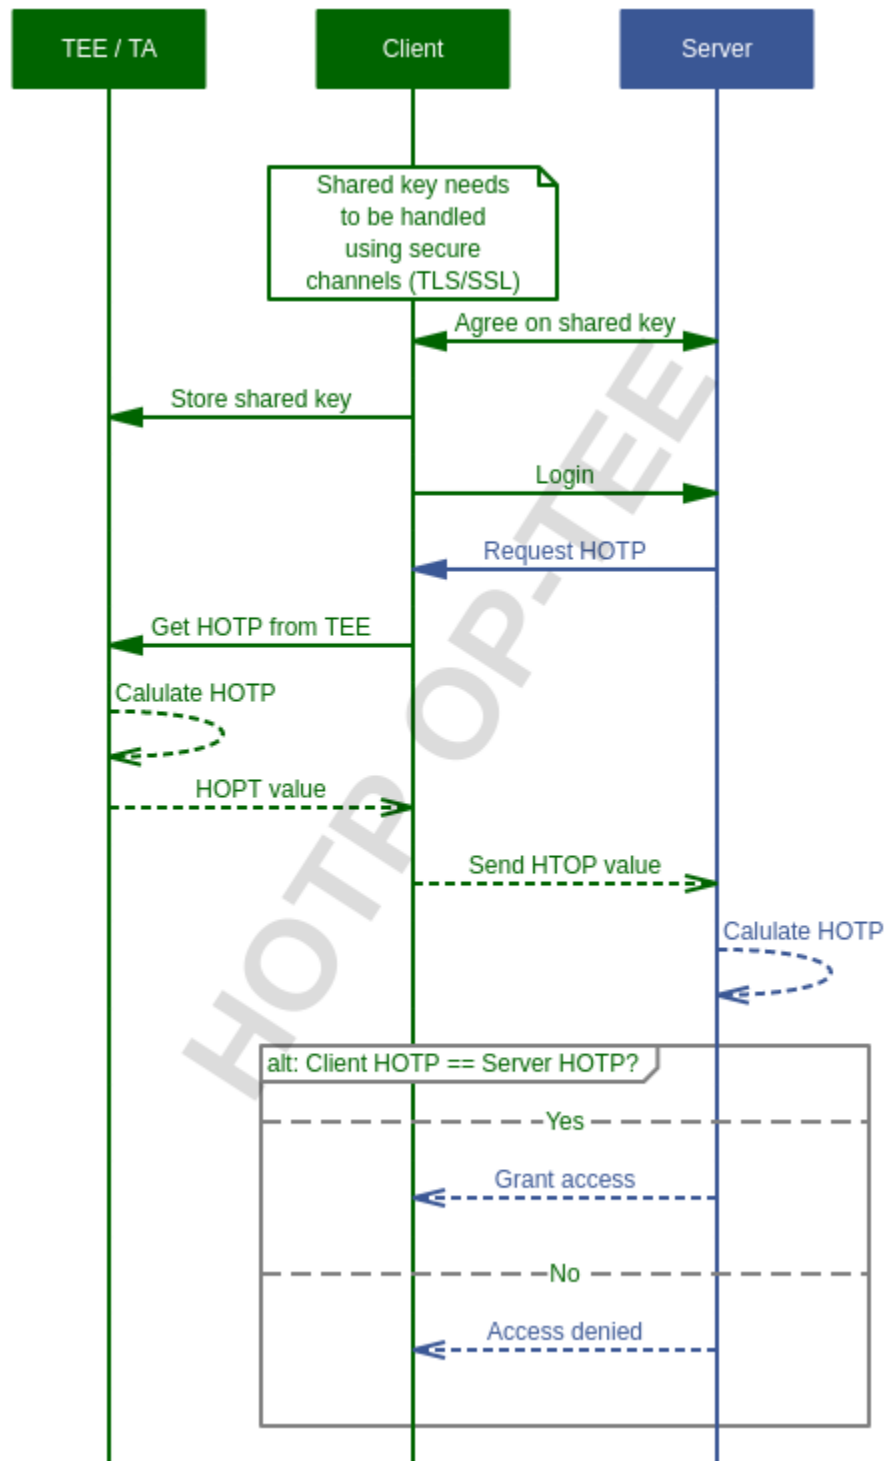 TEE / TA
Client
Server
Shared key needs
to be handled
using secure
channels (TLS/SSL)
Agree on shared key
Store shared key
Login
Request HOTP
Get HOTP from TEE
Calulate HOTP
HOPT value
Send HTOP value
Calulate HOTP
alt: Client HOTP == Server HOTP?
Yes
Grant access
No
Access denied
HOTP OP-TEE